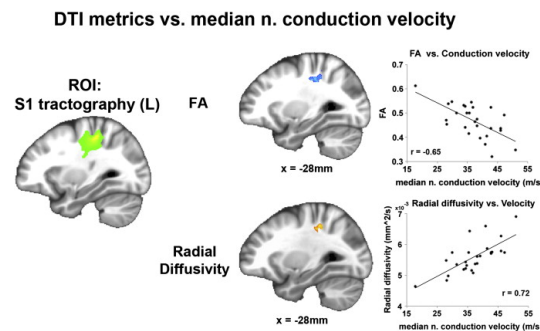 DTI metrics vs. median n. conduction velocity
ROI:
S1 tractography (L)
FA
x = -28mm
FA vs. Conduction velocity
0.7
0.6
0.5
0.4
0.3
FA
r = -0.65
15 25 35 45 55
median n. conduction velocity (m/s)
Radial
Diffusivity
x = -28mm
x10-3 Radial diffusivity vs. Velocity
7
6
5
4
Radial diffusivity (mm^2/s)
r = 0.72
15 25 35 45 55
median n. conduction velocity (m/s)